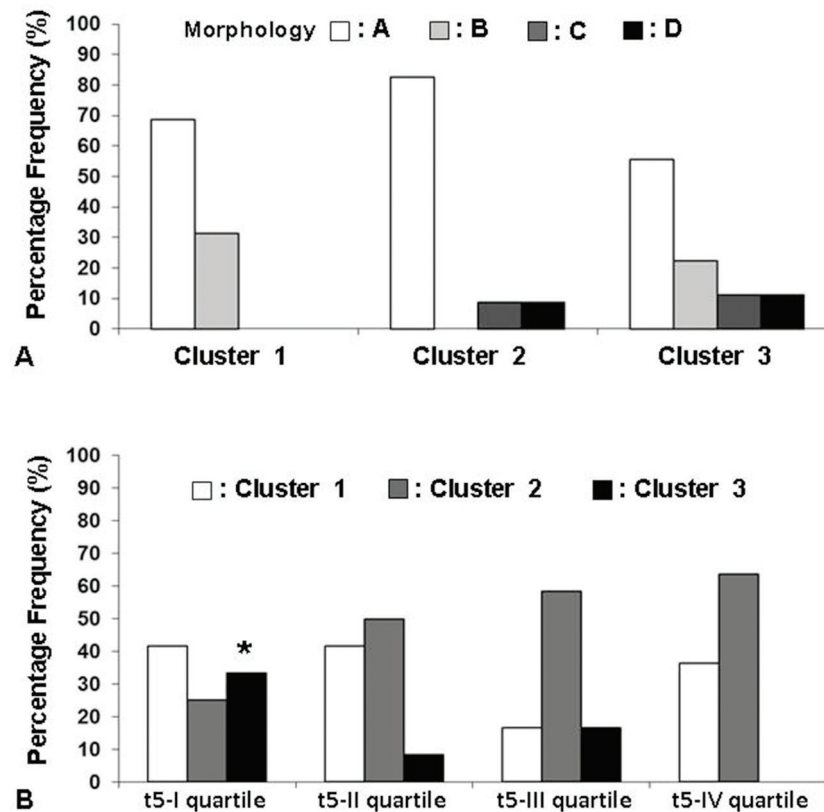 100
Morphology : A : B : C : D
90
80
70
60
50
40
30
20
10
0
Percentage Frequency (%)
Cluster 1 Cluster 2 Cluster 3
A
100
90
: Cluster 1 : Cluster 2 : Cluster 3
80
70
60
50
40
*
30
20
10
0
Percentage Frequency (%)
t5-I quartile t5-II quartile t5-III quartile t5-IV quartile
B